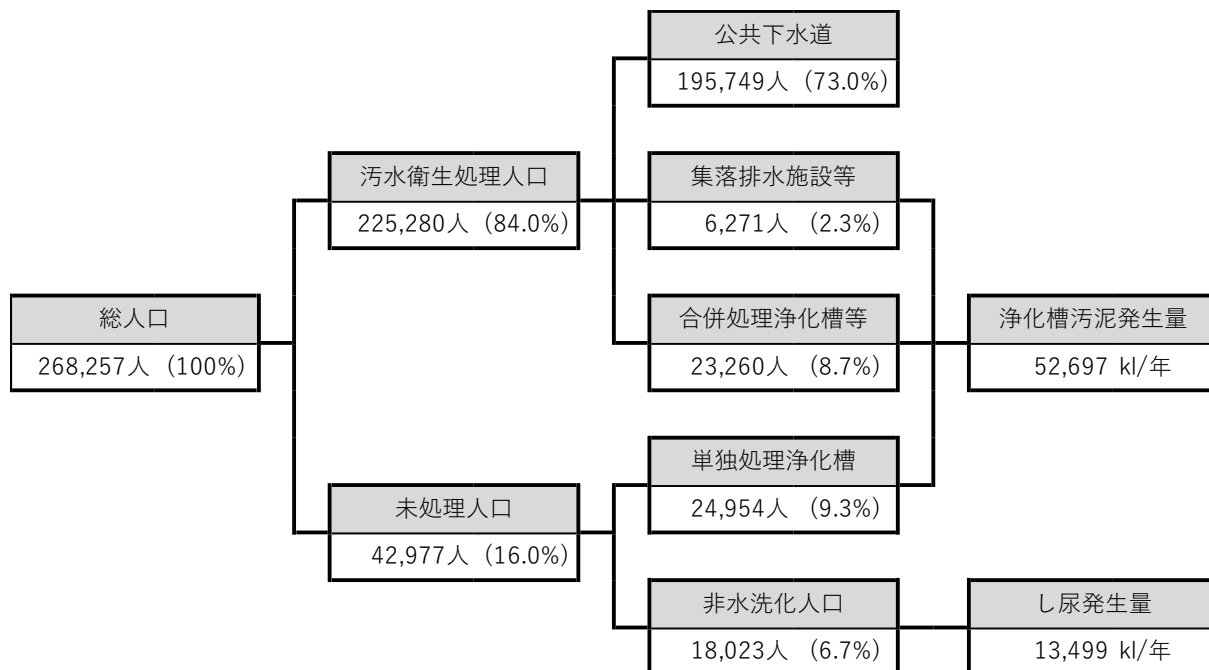 公共下水道
195,749人 (73.0%)
汚水衛生処理人口
225,280人 (84.0%)
集落排水施設等
6,271人 (2.3%)
総人口
268,257人 (100%)
合併処理浄化槽等
23,260人 (8.7%)
浄化槽汚泥発生量
52,697 kl/年
単独処理浄化槽
24,954人 (9.3%)
未処理人口
42,977人 (16.0%)
非水洗化人口
18,023人 (6.7%)
し尿発生量
13,499 kl/年